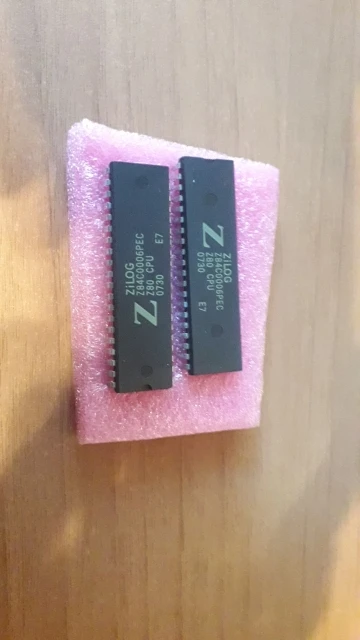 Z
ZiLOG
Z84C0006PEC
Z80 CPU
0730 E7
Z
ZiLOG
Z84C0006PEC
Z80 CPU
0730 E7